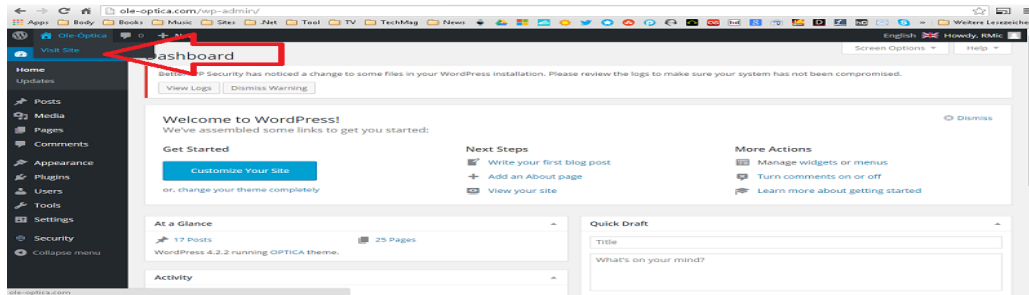 ole-optica.com/wp-admin/
Apps Body Books Music Sites .Net Tool TV TechMag News Weitere Lesezeiche
Ole-Optica 0 + N English Howdy, RMic
Visit Site
Dashboard
Screen Options Help
Home
Updates
Posts
Media
Pages
Comments
Appearance
Plugins
Users
Tools
Settings
Security
Collapse menu
Better WP Security has noticed a change to some files in your WordPress installation. Please review the logs to make sure your system has not been compromised.
View Logs Dismiss Warning
Welcome to WordPress!
Dismiss
We've assembled some links to get you started:
Get Started
Customize Your Site
or, change your theme completely
Next Steps
Write your first blog post
Add an About page
View your site
More Actions
Manage widgets or menus
Turn comments on or off
Learn more about getting started
At a Glance
17 Posts 25 Pages
WordPress 4.2.2 running OPTICA theme.
Activity
Quick Draft
Title
What's on your mind?
ole-optica.com